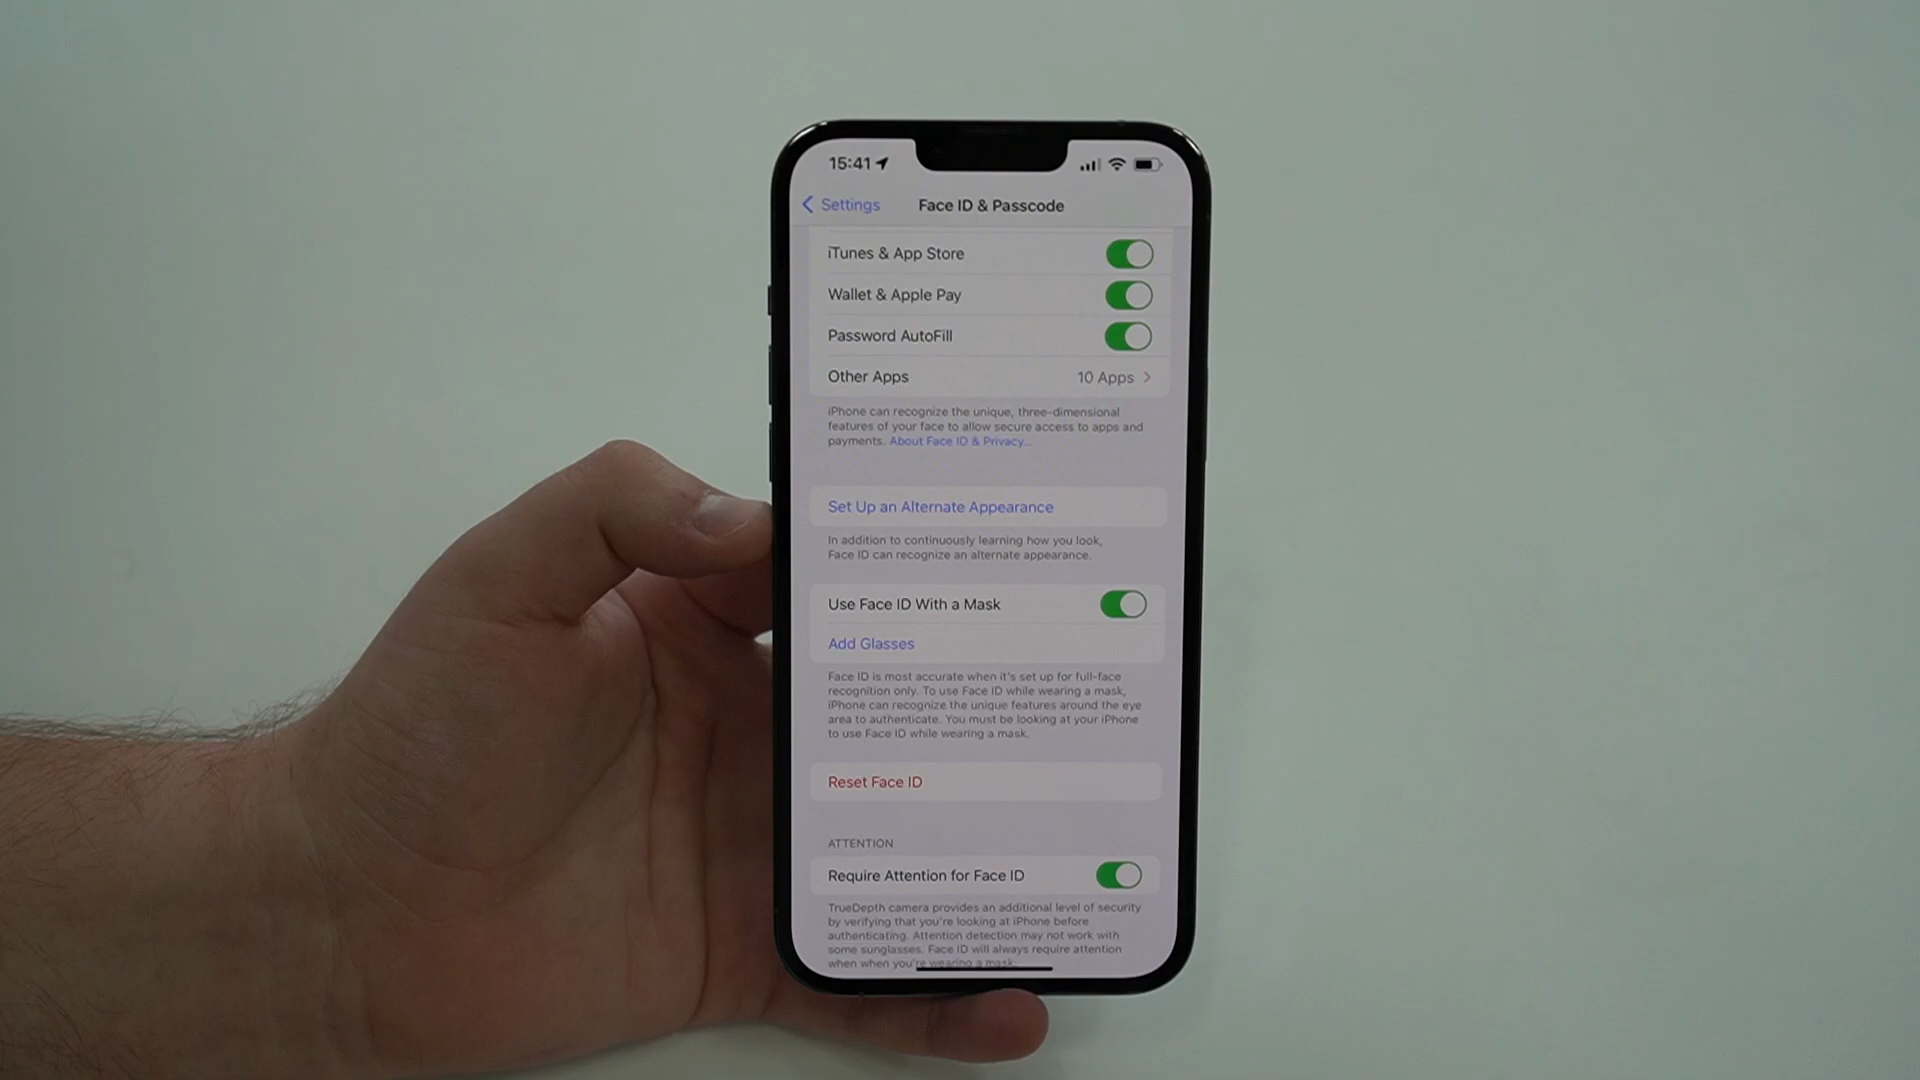 15:41
Settings
Face ID & Passcode
iTunes & App Store
Wallet & Apple Pay
Password AutoFill
Other Apps
10 Apps
iPhone can recognize the unique, three-dimensional
features of your face to allow secure access to apps and
payments. About Face ID & Privacy...
Set Up an Alternate Appearance
In addition to continuously learning how you look,
Face ID can recognize an alternate appearance.
Use Face ID With a Mask
Add Glasses
Face ID is most accurate when it's set up for full-face
recognition only. To use Face ID while wearing a mask,
iPhone can recognize the unique features around the eye
area to authenticate. You must be looking at your iPhone
to use Face ID while wearing a mask.
Reset Face ID
ATTENTION
Require Attention for Face ID
TrueDepth camera provides an additional level of security
by verifying that you're looking at iPhone before
authenticating. Attention detection may not work with
some sunglasses. Face ID will always require attention
when when you're wearing a mask.